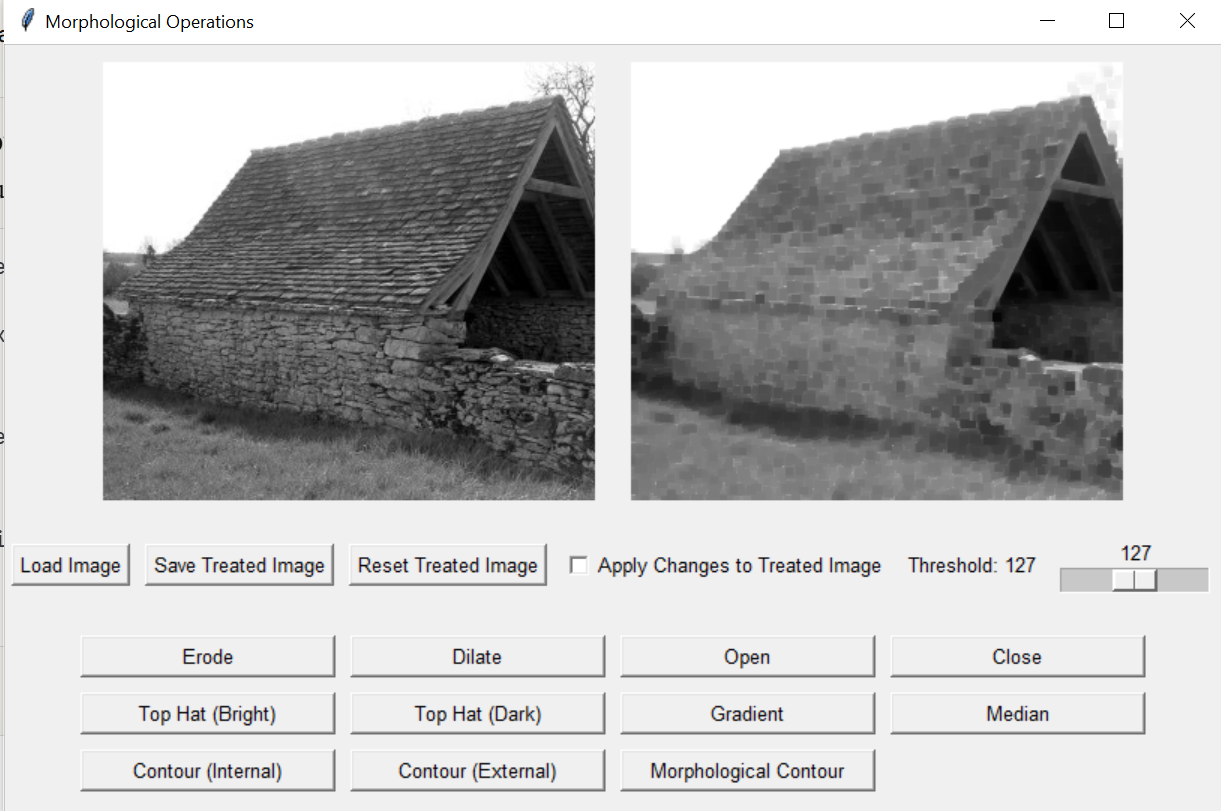 Morphological Operations
Load Image Save Treated Image Reset Treated Image Apply Changes to Treated Image Threshold: 127 127
Erode Dilate Open Close
Top Hat (Bright) Top Hat (Dark) Gradient Median
Contour (Internal) Contour (External) Morphological Contour